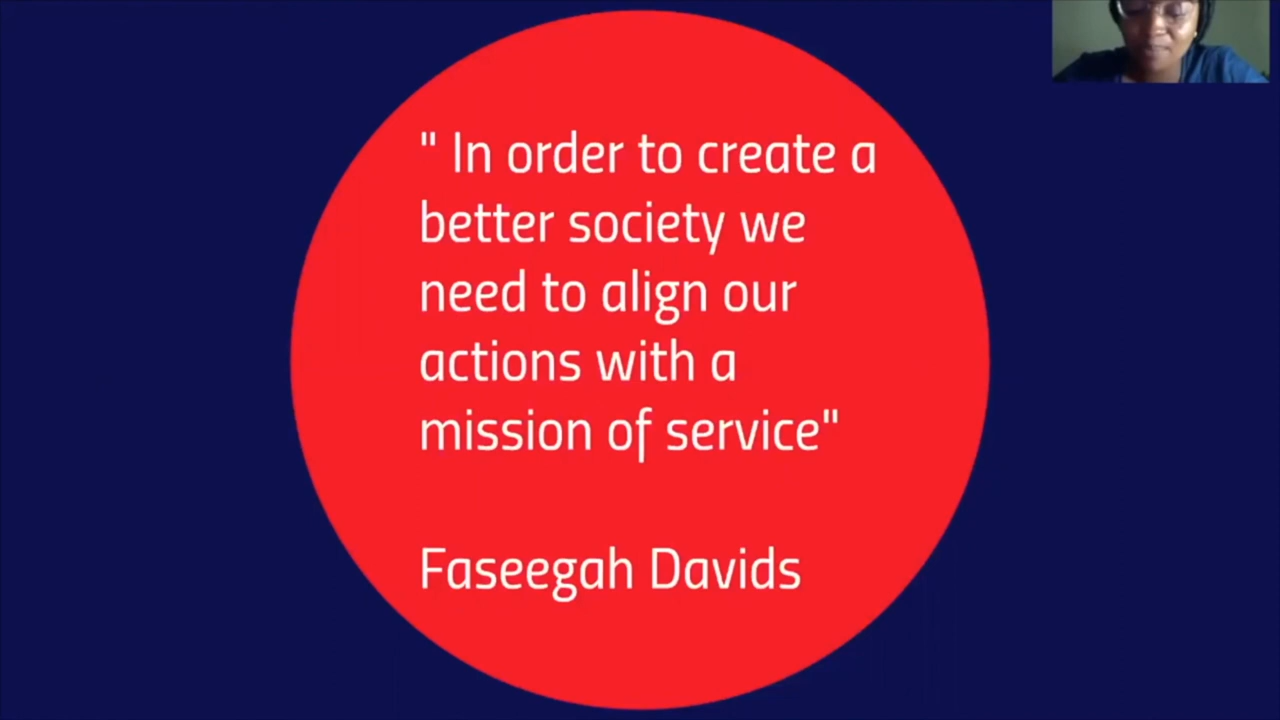 " In order to create a
better society we
need to align our
actions with a
mission of service"
Faseegah Davids